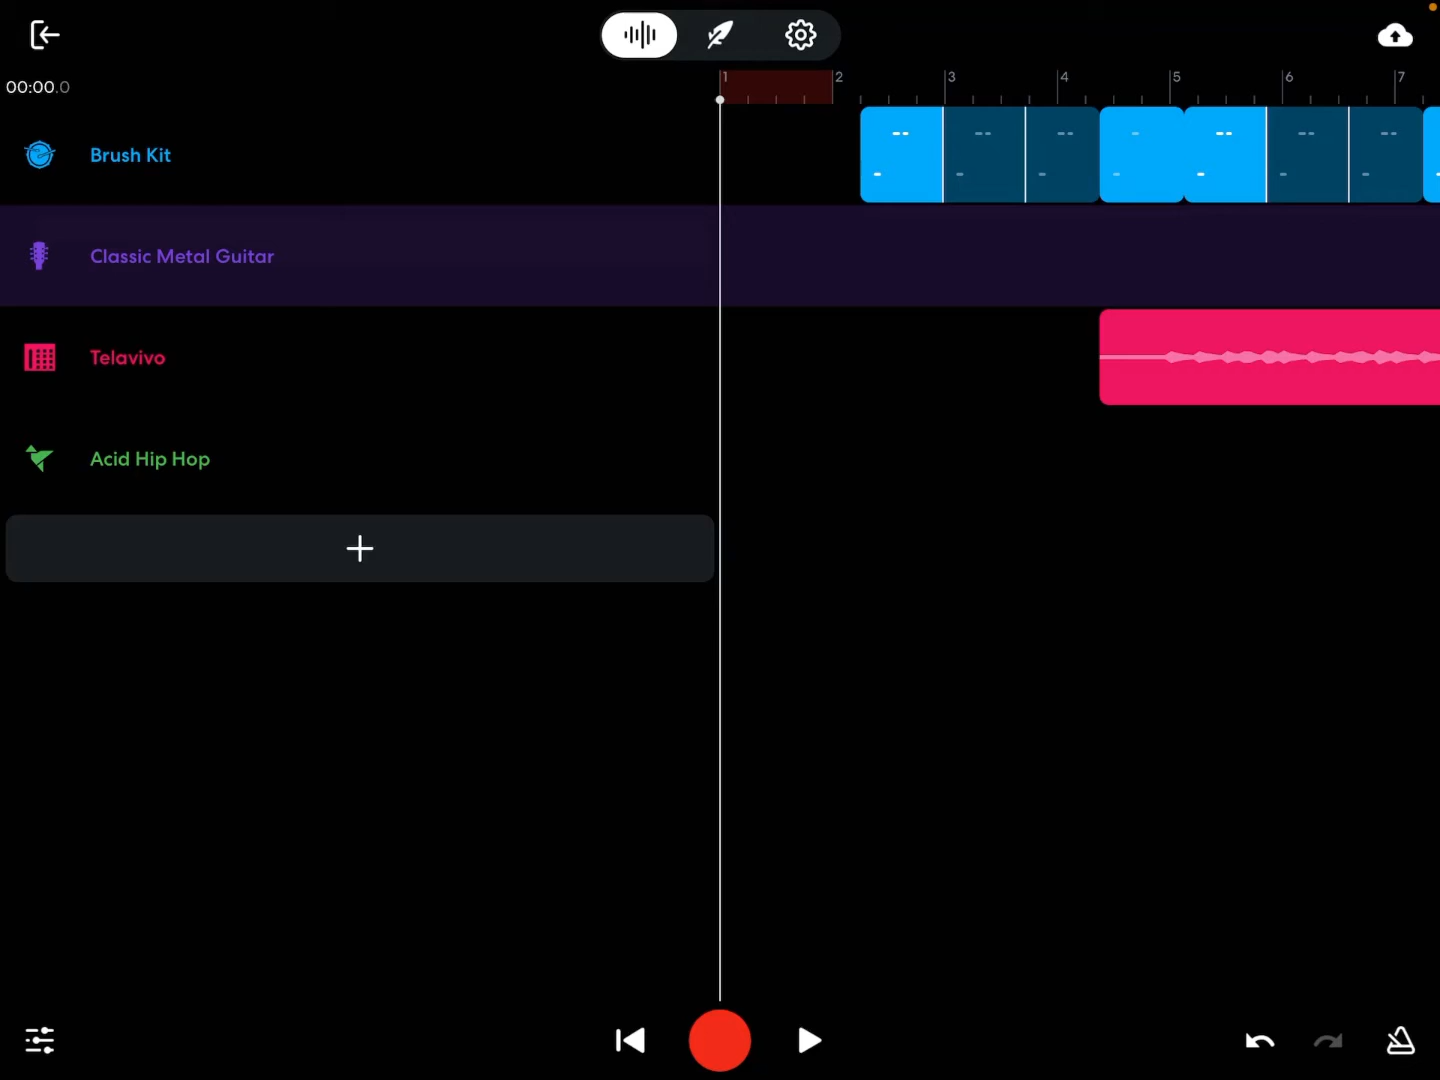 00:00.0
1 2 3 4 5 6 7
Brush Kit
Classic Metal Guitar
Telavivo
Acid Hip Hop